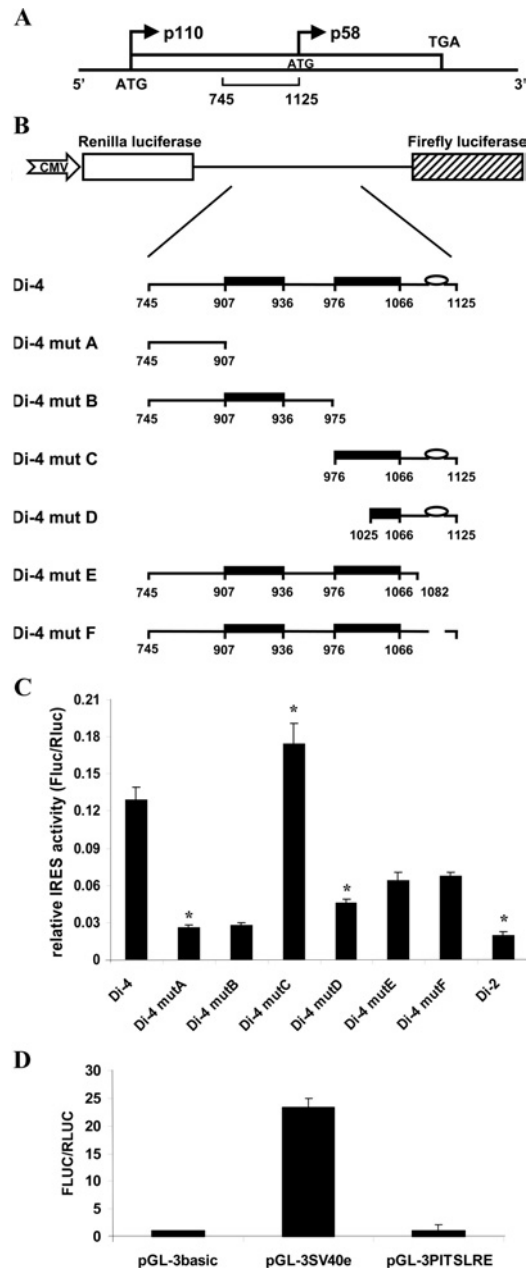 A
p110
p58
TGA
ATG
5'
ATG
3'
745
1125
B
Renilla luciferase
Firefly luciferase
CMV
Di-4
745 907 936 976 1066 1125
Di-4 mut A
745 907
Di-4 mut B
745 907 936 975
Di-4 mut C
976 1066 1125
Di-4 mut D
1025 1066 1125
Di-4 mut E
745 907 936 976 1066 1082
Di-4 mut F
745 907 936 976 1066
C
relative IRES activity (Fluc/Rluc)
0.21
0.18
0.15
0.12
0.09
0.06
0.03
0
*
*
*
*
Di-4
Di-4 mutA
Di-4 mutB
Di-4 mutC
Di-4 mutD
Di-4 mutE
Di-4 mutF
Di-2
D
FLUC/RLUC
30
25
20
15
10
5
0
pGL-3basic
pGL-3SV40e
pGL-3PITSLRE